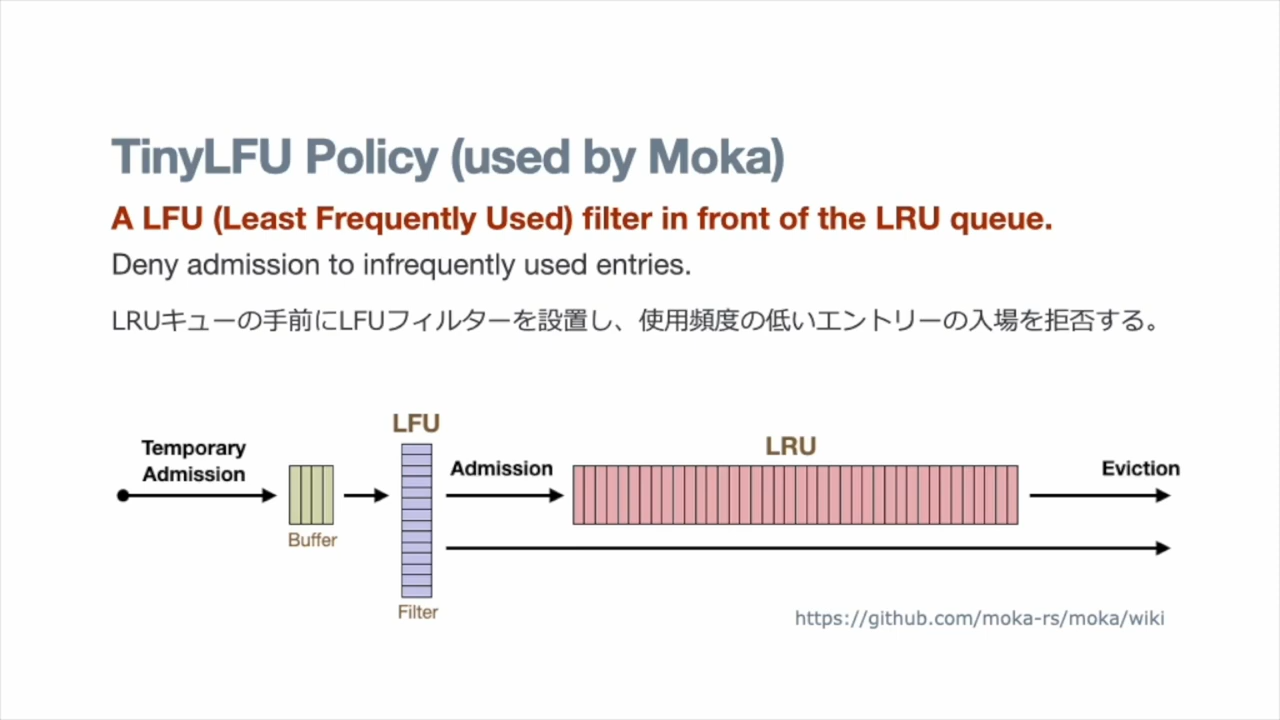 TinyLFU Policy (used by Moka)
A LFU (Least Frequently Used) filter in front of the LRU queue.
Deny admission to infrequently used entries.
LRUキューの手前にLFUフィルターを設置し、使用頻度の低いエントリーの入場を拒否する。
LFU
Temporary
Admission
Admission
LRU
Eviction
Buffer
Filter
https://github.com/moka-rs/moka/wiki